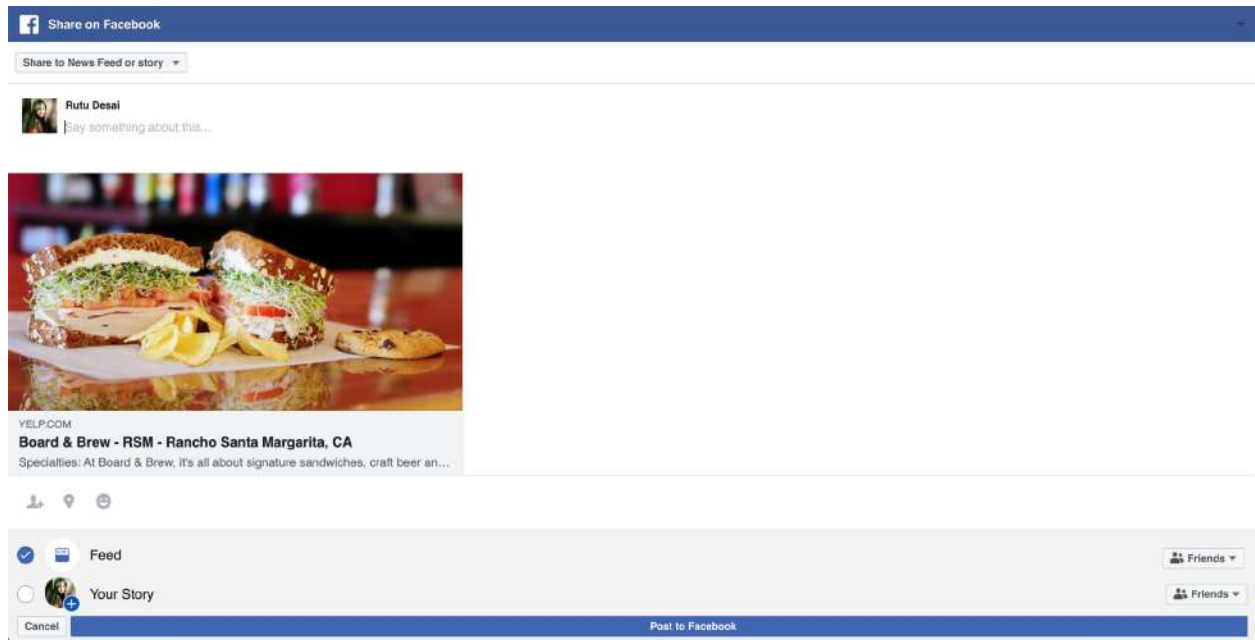 Share on Facebook
Share to News Feed or story
Rutu Desai
Say something about this...
YELP.COM
Board & Brew - RSM - Rancho Santa Margarita, CA
Specialties: At Board & Brew, it's all about signature sandwiches, craft beer an...
Feed
Friends
Your Story
Friends
Cancel
Post to Facebook